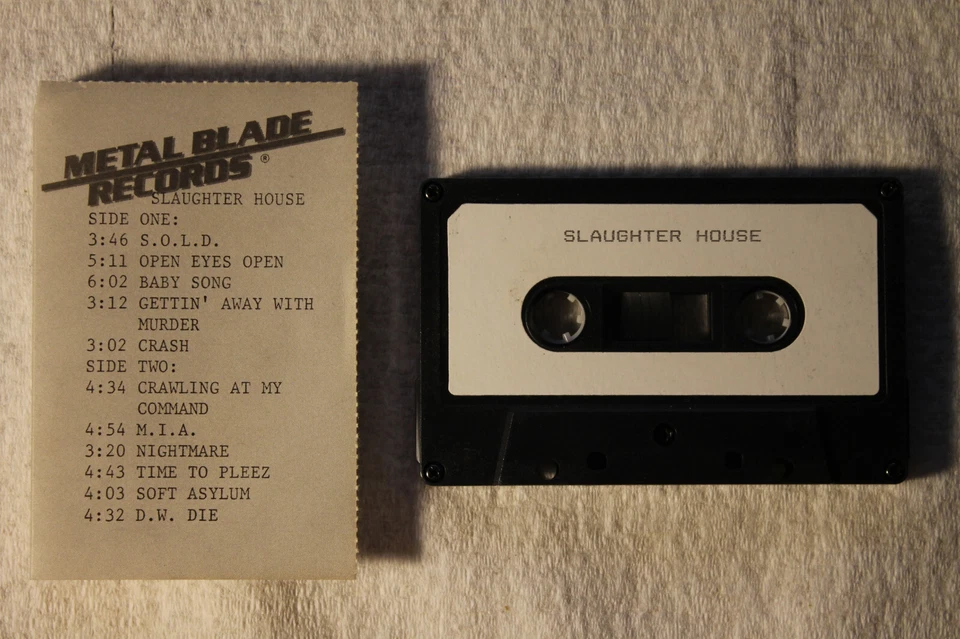 METAL BLADE
RECORDS®
SLAUGHTER HOUSE
SIDE ONE:
3:46 S.O.L.D.
5:11 OPEN EYES OPEN
6:02 BABY SONG
3:12 GETTIN' AWAY WITH
MURDER
3:02 CRASH
SIDE TWO:
4:34 CRAWLING AT MY
COMMAND
4:54 M.I.A.
3:20 NIGHTMARE
4:43 TIME TO PLEEZ
4:03 SOFT ASYLUM
4:32 D.W. DIE
SLAUGHTER HOUSE